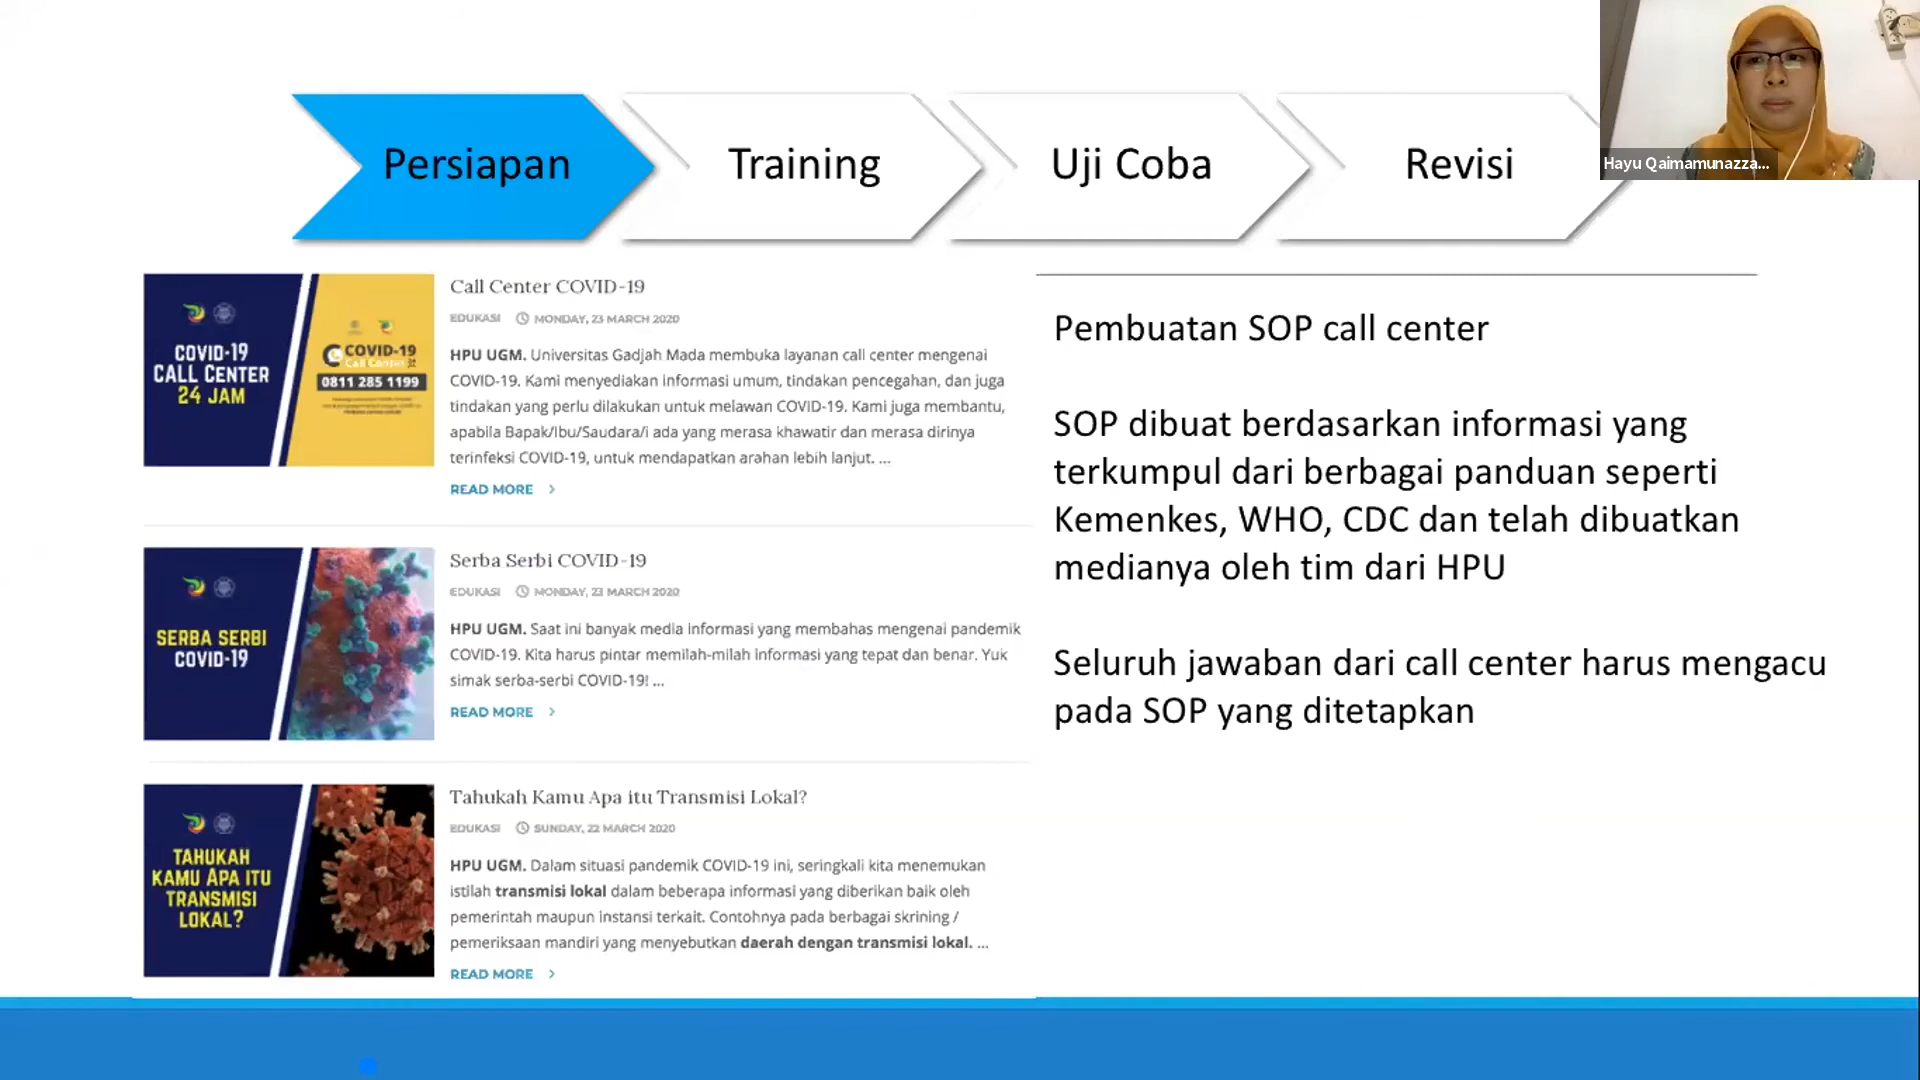 Persiapan
Training
Uji Coba
Revisi
Hayu Qaimamunazza...
COVID-19
CALL CENTER
24 JAM
COVID-19
Call Center
0811 285 1199
Call Center COVID-19
EDUKASI MONDAY, 23 MARCH 2020
HPU UGM. Universitas Gadjah Mada membuka layanan call center mengenai
COVID-19. Kami menyediakan informasi umum, tindakan pencegahan, dan juga
tindakan yang perlu dilakukan untuk melawan COVID-19. Kami juga membantu,
apabila Bapak/Ibu/Saudara/i ada yang merasa khawatir dan merasa dirinya
terinfeksi COVID-19, untuk mendapatkan arahan lebih lanjut. ...
READ MORE >
SERBA SERBI
COVID-19
Serba Serbi COVID-19
EDUKASI MONDAY, 23 MARCH 2020
HPU UGM. Saat ini banyak media informasi yang membahas mengenai pandemik
COVID-19. Kita harus pintar memilah-milah informasi yang tepat dan benar. Yuk
simak serba-serbi COVID-19! ...
READ MORE >
TAHUKAH
KAMU APA ITU
TRANSMISI
LOKAL?
Tahukah Kamu Apa itu Transmisi Lokal?
EDUKASI SUNDAY, 22 MARCH 2020
HPU UGM. Dalam situasi pandemik COVID-19 ini, seringkali kita menemukan
istilah transmisi lokal dalam beberapa informasi yang diberikan baik oleh
pemerintah maupun instansi terkait. Contohnya pada berbagai skrining /
pemeriksaan mandiri yang menyebutkan daerah dengan transmisi lokal. ...
READ MORE >
Pembuatan SOP call center
SOP dibuat berdasarkan informasi yang
terkumpul dari berbagai panduan seperti
Kemenkes, WHO, CDC dan telah dibuatkan
medianya oleh tim dari HPU
Seluruh jawaban dari call center harus mengacu
pada SOP yang ditetapkan